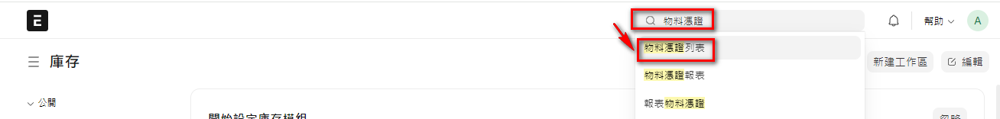 E
物料憑證
幫助
A
物料憑證列表
庫存
新建工作區
編輯
物料憑證報表
公開
報表物料憑證
開始設定庫存模組
忽略